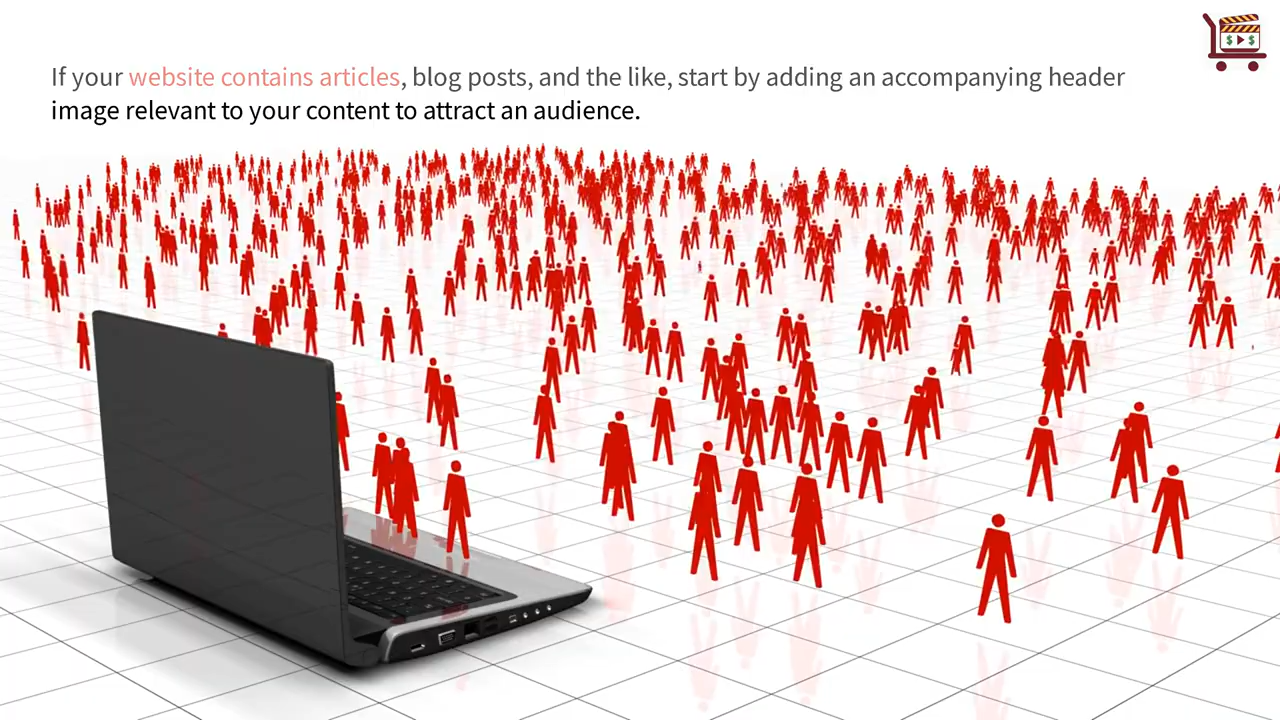 If your website contains articles, blog posts, and the like, start by adding an accompanying header
image relevant to your content to attract an audience.
$ $